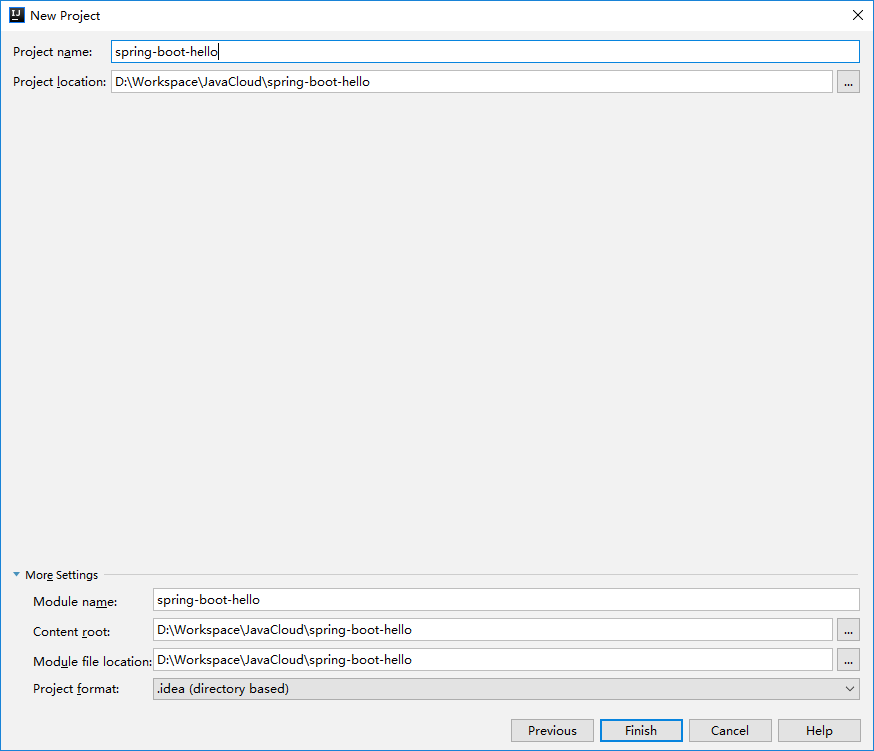 IJ New Project
Project name: spring-boot-hello
Project location: D:\Workspace\JavaCloud\spring-boot-hello ...
More Settings
Module name: spring-boot-hello
Content root: D:\Workspace\JavaCloud\spring-boot-hello ...
Module file location: D:\Workspace\JavaCloud\spring-boot-hello ...
Project format: .idea (directory based)
Previous Finish Cancel Help